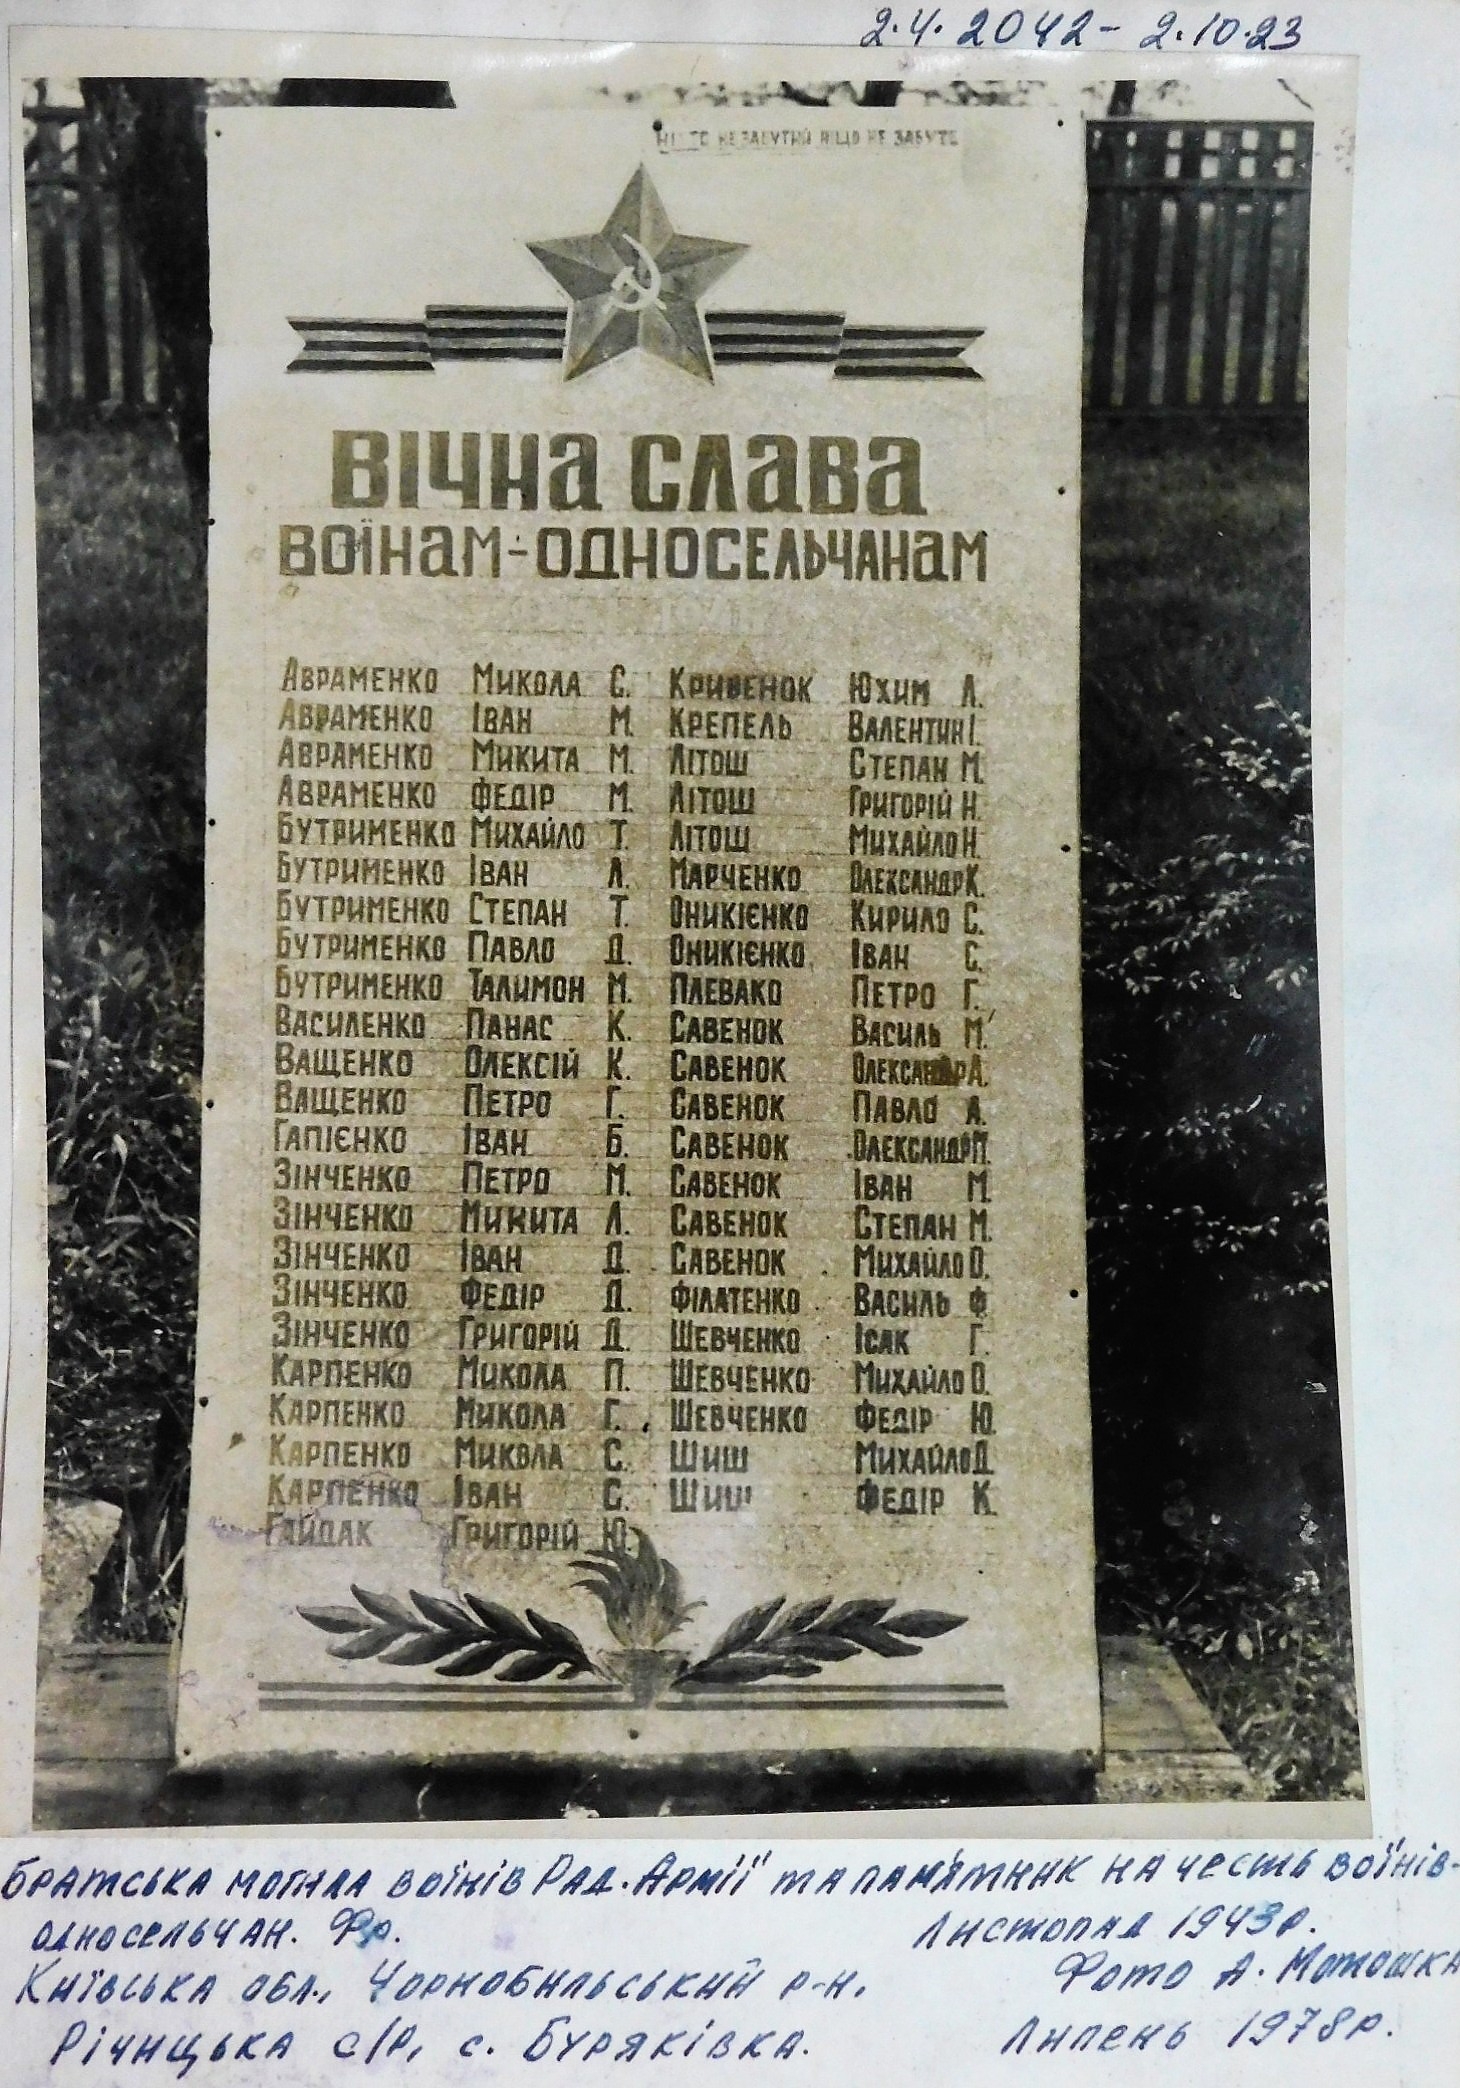 2.4.2042- 2.10.23
НІХТО НЕ ЗАБУТИЙ НІЩО НЕ ЗАБУТЕ
ВІЧНА СЛАВА
ВОЇНАМ-ОДНОСЕЛЬЧАНАМ
АВРАМЕНКО МИКОЛА С. КРИВЕНОК ЮХИМ Л.
АВРАМЕНКО ІВАН М. КРЕПЕЛЬ ВАЛЕНТИН І.
АВРАМЕНКО МИКИТА М. ЛІТОШ СТЕПАН М.
АВРАМЕНКО ФЕДІР М. ЛІТОШ ГРИГОРІЙ Н.
БУТРИМЕНКО МИХАЙЛО Т. ЛІТОШ МИХАЙЛО Н.
БУТРИМЕНКО ІВАН Л. МАРЧЕНКО ОЛЕКСАНДР К.
БУТРИМЕНКО СТЕПАН Т. ОНИКІЄНКО КИРИЛО С.
БУТРИМЕНКО ПАВЛО Д. ОНИКІЄНКО ІВАН С.
БУТРИМЕНКО ТАЛИМОН М. ПЛЕВАКО ПЕТРО Г.
ВАСИЛЕНКО ПАНАС К. САВЕНОК ВАСИЛЬ М.
ВАЩЕНКО ОЛЕКСІЙ К. САВЕНОК ОЛЕКСАНДР А.
ВАЩЕНКО ПЕТРО Г. САВЕНОК ПАВЛО А.
ГАПІЄНКО ІВАН Б. САВЕНОК ОЛЕКСАНДР П.
ЗІНЧЕНКО ПЕТРО М. САВЕНОК ІВАН М.
ЗІНЧЕНКО МИКИТА Л. САВЕНОК СТЕПАН М.
ЗІНЧЕНКО ІВАН Д. САВЕНОК МИХАЙЛО О.
ЗІНЧЕНКО ФЕДІР Д. ФІЛАТЕНКО ВАСИЛЬ Ф.
ЗІНЧЕНКО ГРИГОРІЙ Д. ШЕВЧЕНКО ІСАК Г.
КАРПЕНКО МИКОЛА П. ШЕВЧЕНКО МИХАЙЛО О.
КАРПЕНКО МИКОЛА Г. ШЕВЧЕНКО ФЕДІР Ю.
КАРПЕНКО МИКОЛА С. ШИШ МИХАЙЛО Д.
КАРПЕНКО ІВАН С. ШИШ ФЕДІР К.
ГАЙДАК ГРИГОРІЙ Ю.
Братська могила воїнів Рад. Армії та пам'ятник на честь воїнів-
односельчан. Листопад 1943р.
Київська обл., Чорнобильський р-н, Фото А. Мотошка
Річицька с/р, с. Буряківка. Липень 1978р.